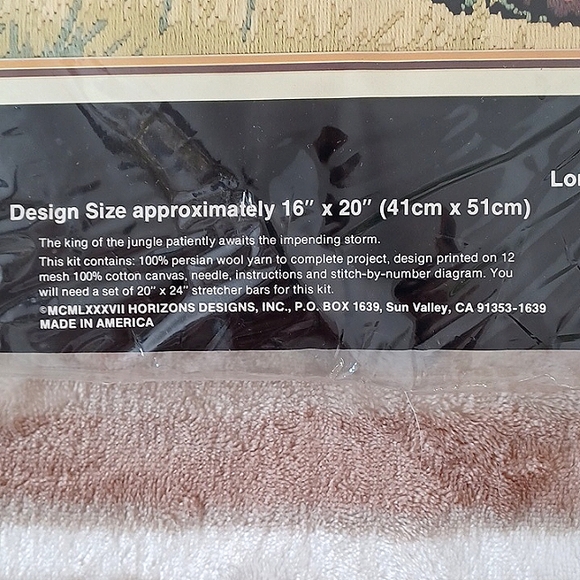 Lo
Design Size approximately 16" x 20" (41cm x 51cm)
The king of the jungle patiently awaits the impending storm.
This kit contains: 100% persian wool yarn to complete project, design printed on 12
mesh 100% cotton canvas, needle, instructions and stitch-by-number diagram. You
will need a set of 20" x 24" stretcher bars for this kit.
©MCMLXXXVII HORIZONS DESIGNS, INC., P.O. BOX 1639, Sun Valley, CA 91353-1639
MADE IN AMERICA